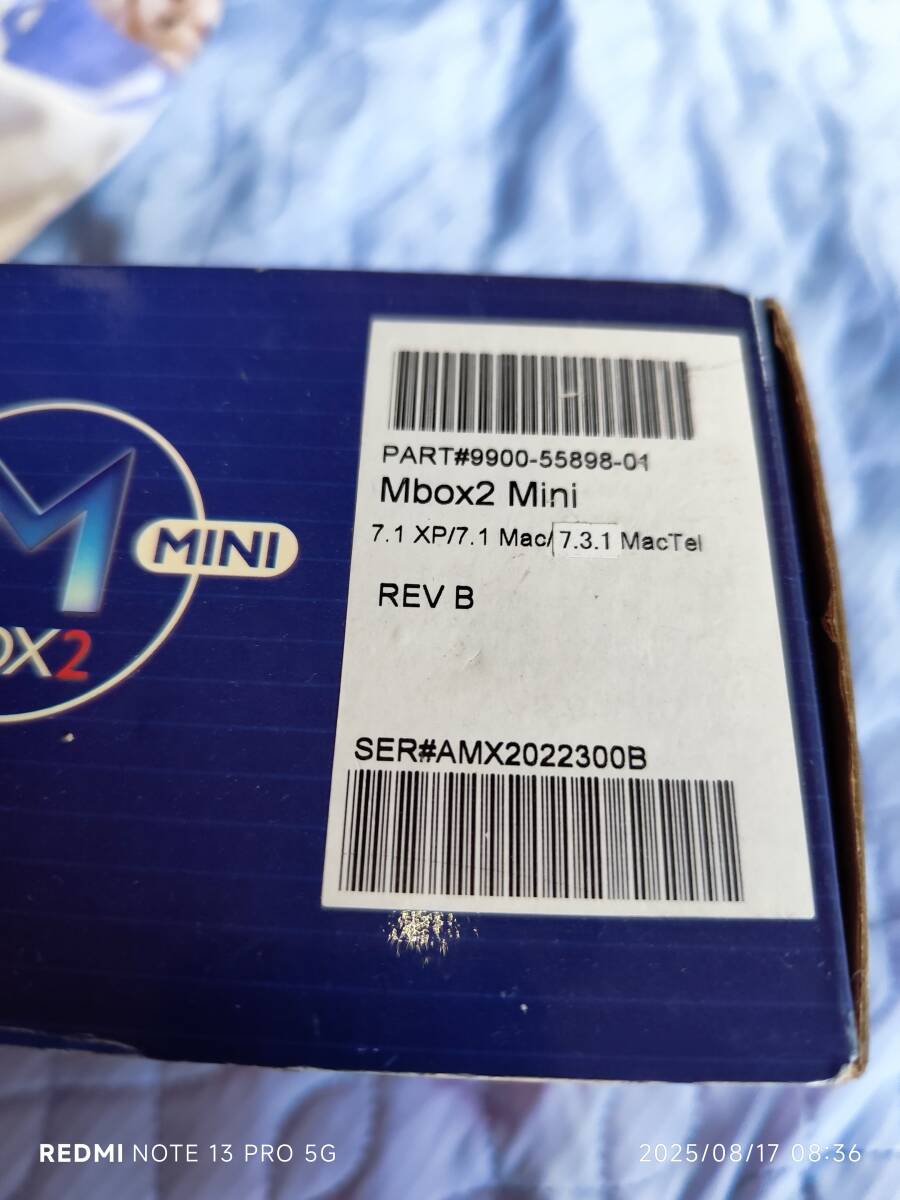 PART#9900-55898-01
Mbox2 Mini
7.1 XP/7.1 Mac/7.3.1 MacTel
REV B
SER#AMX2022300B
M
MINI
OX2
REDMI NOTE 13 PRO 5G
2025/08/17 08:36